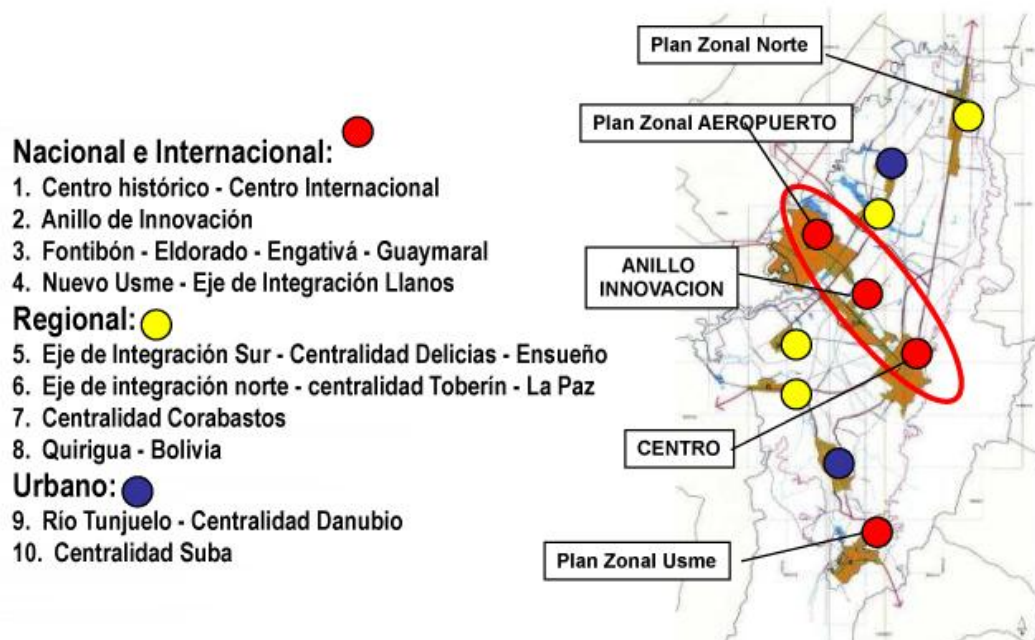 Nacional e Internacional:
1. Centro histórico - Centro Internacional
2. Anillo de Innovación
3. Fontibón - Eldorado - Engativá - Guaymaral
4. Nuevo Usme - Eje de Integración Llanos
Regional:
5. Eje de Integración Sur - Centralidad Delicias - Ensueño
6. Eje de integración norte - centralidad Toberín - La Paz
7. Centralidad Corabastos
8. Quirigua - Bolivia
Urbano:
9. Río Tunjuelo - Centralidad Danubio
10. Centralidad Suba
Plan Zonal Norte
Plan Zonal AEROPUERTO
ANILLO
INNOVACION
CENTRO
Plan Zonal Usme